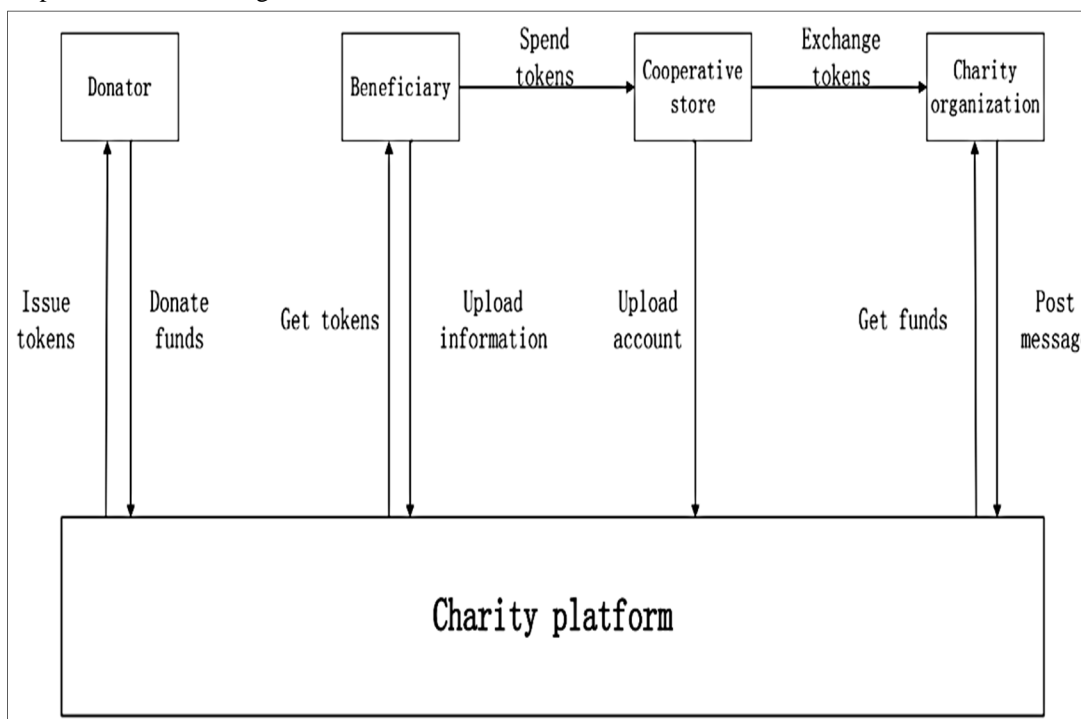 Spend
tokens
Exchange
tokens
Donator
Beneficiary
Cooperative
store
Charity
organization
Issue
tokens
Donate
funds
Get tokens
Upload
information
Upload
account
Get funds
Post
messag
Charity platform